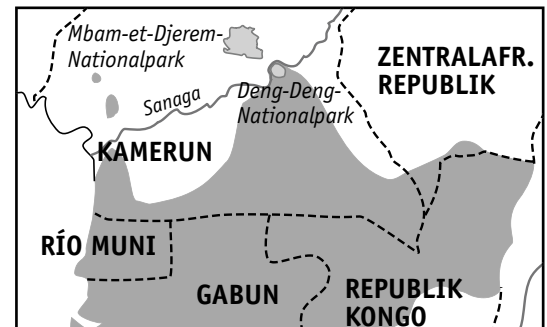 Mbam-et-Djerem-
Nationalpark
ZENTRALAFR.
REPUBLIK
Sanaga
Deng-Deng-
Nationalpark
KAMERUN
RÍO MUNI
GABUN
REPUBLIK
KONGO